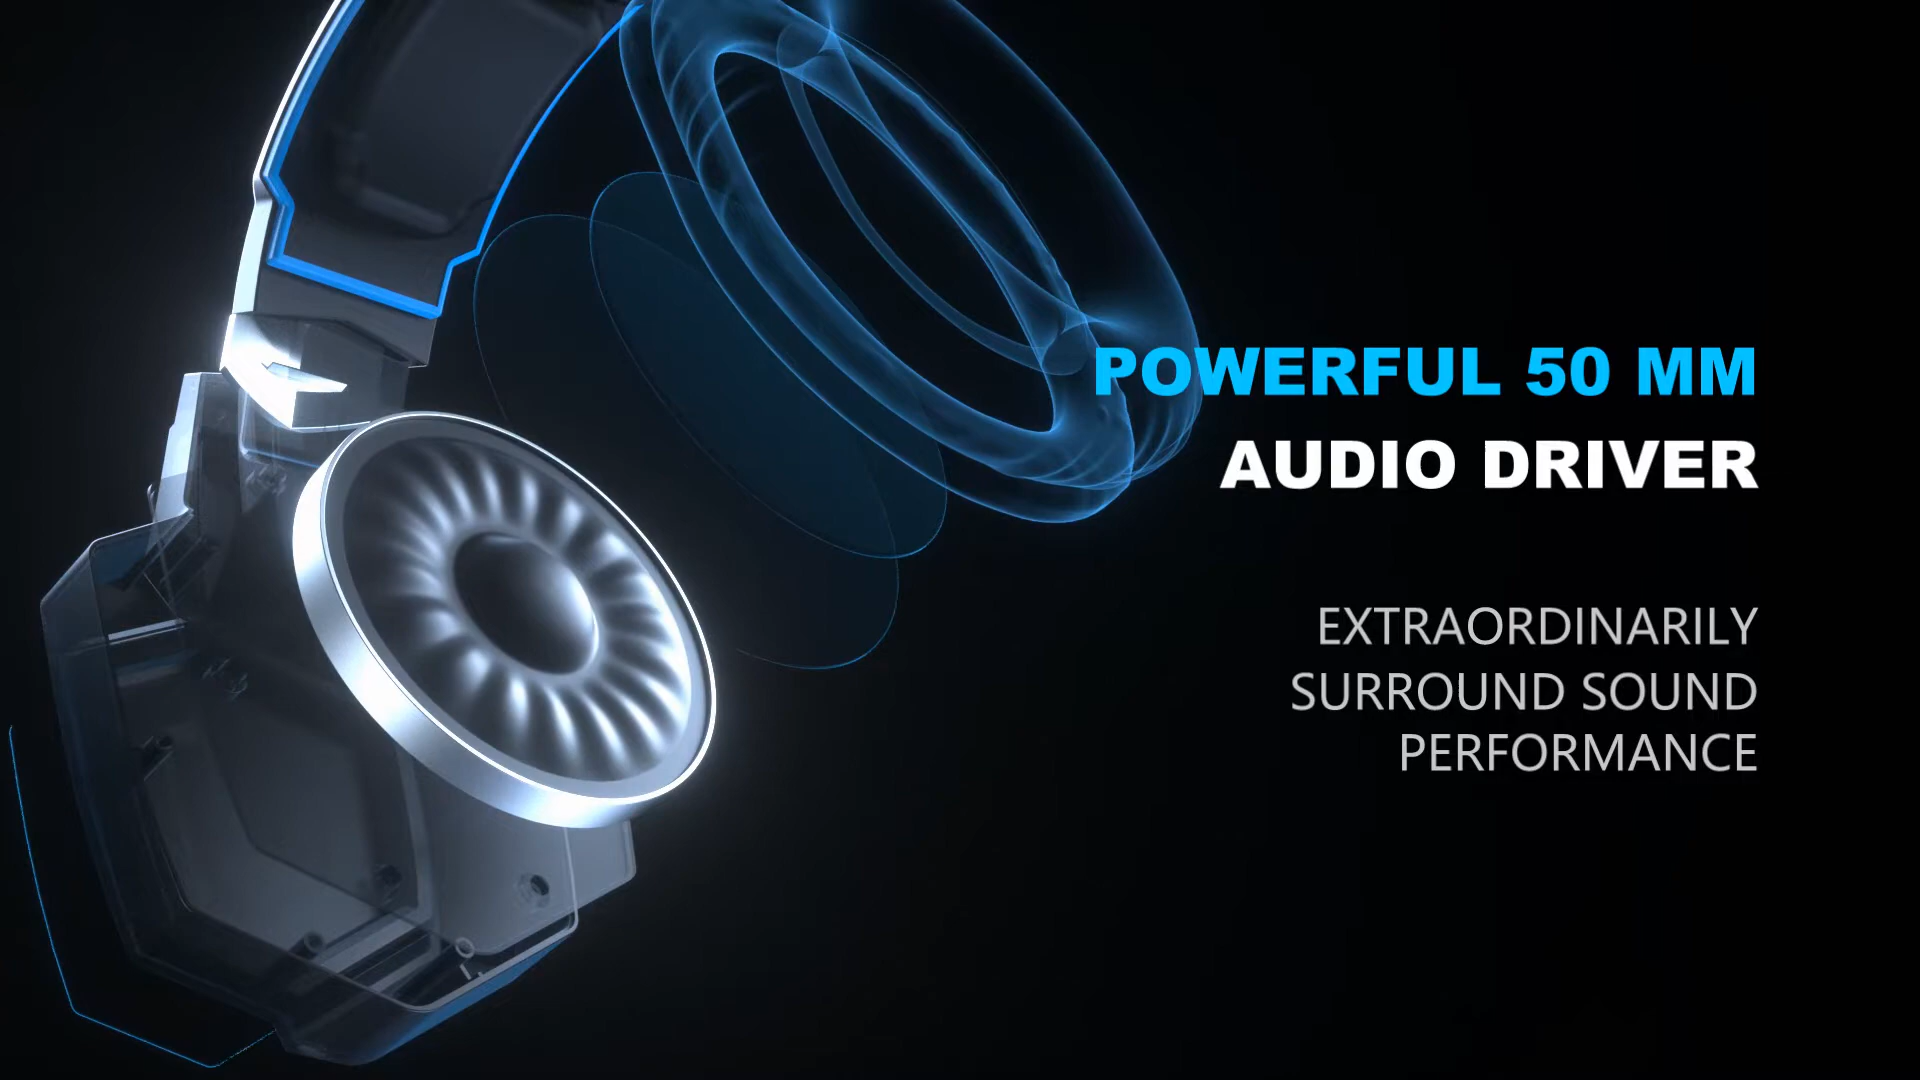 POWERFUL 50 MM
AUDIO DRIVER
EXTRAORDINARILY
SURROUND SOUND
PERFORMANCE